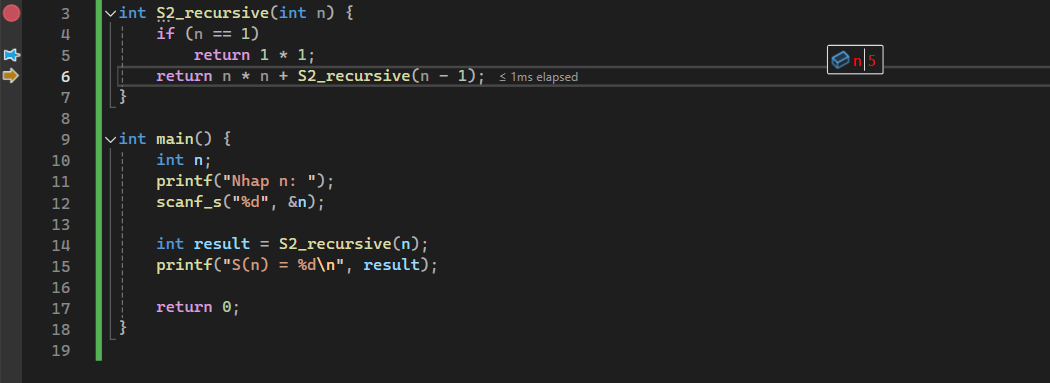 3 int S2_recursive(int n) {
4 if (n == 1)
5 return 1 * 1;
6 return n * n + S2_recursive(n - 1); ≤ 1ms elapsed
n 5
7 }
8
9 int main() {
10 int n;
11 printf("Nhap n: ");
12 scanf_s("%d", &n);
13
14 int result = S2_recursive(n);
15 printf("S(n) = %d\n", result);
16
17 return 0;
18 }
19